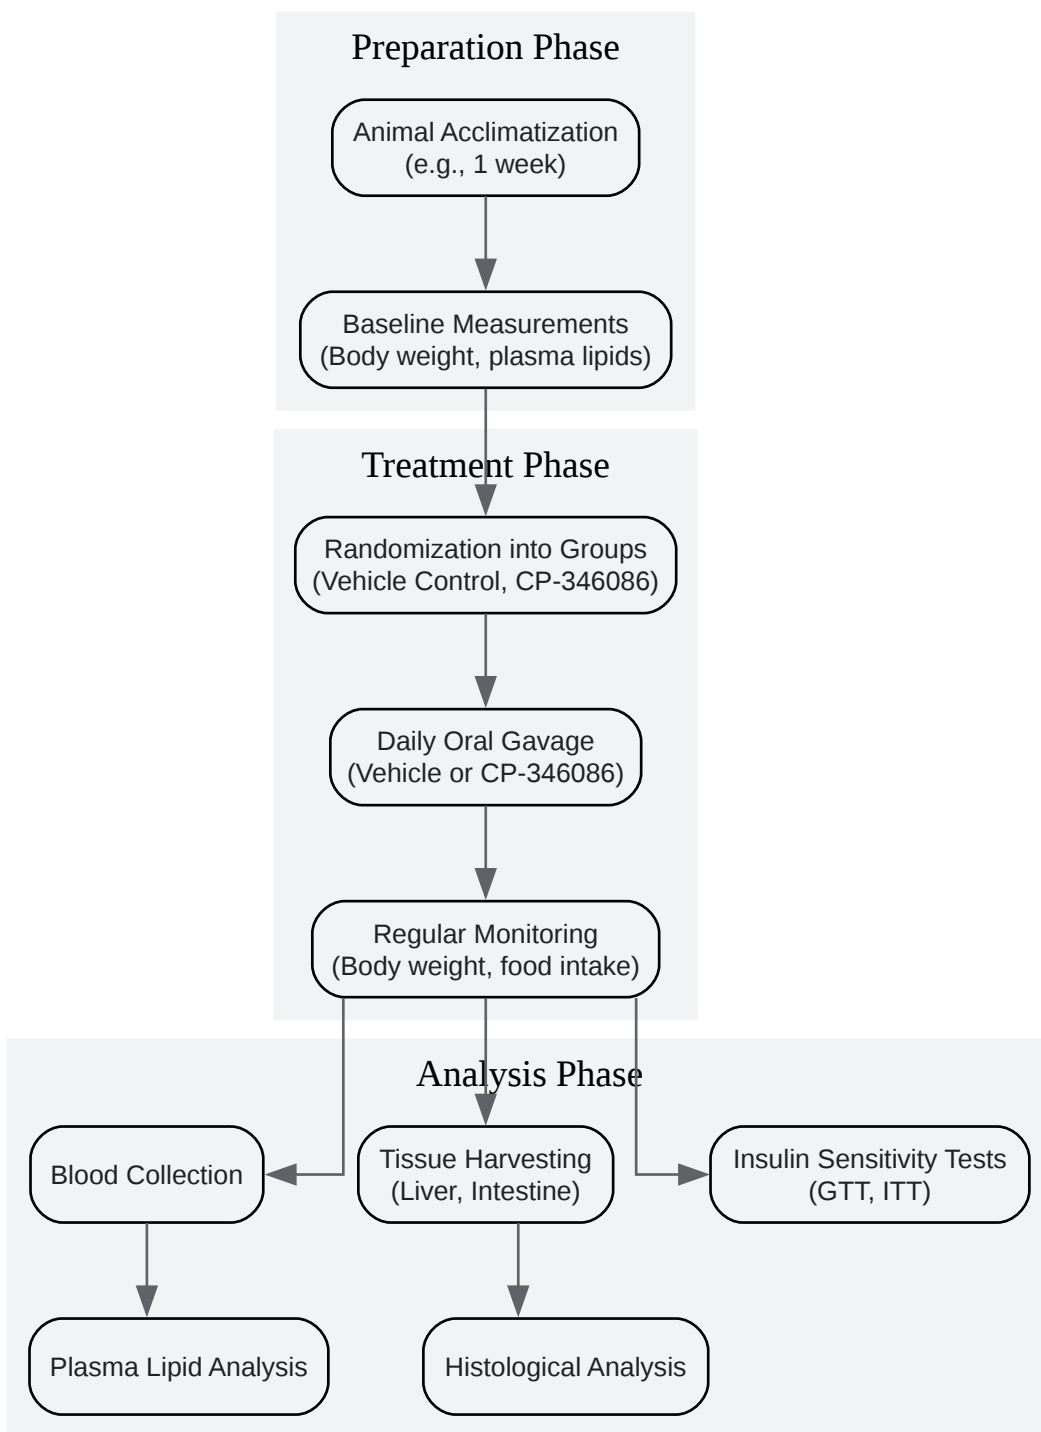 Preparation Phase
Animal Acclimatization
(e.g., 1 week)
Baseline Measurements
(Body weight, plasma lipids)
Treatment Phase
Randomization into Groups
(Vehicle Control, CP-346086)
Daily Oral Gavage
(Vehicle or CP-346086)
Regular Monitoring
(Body weight, food intake)
Analysis Phase
Blood Collection
Tissue Harvesting
(Liver, Intestine)
Insulin Sensitivity Tests
(GTT, ITT)
Plasma Lipid Analysis
Histological Analysis